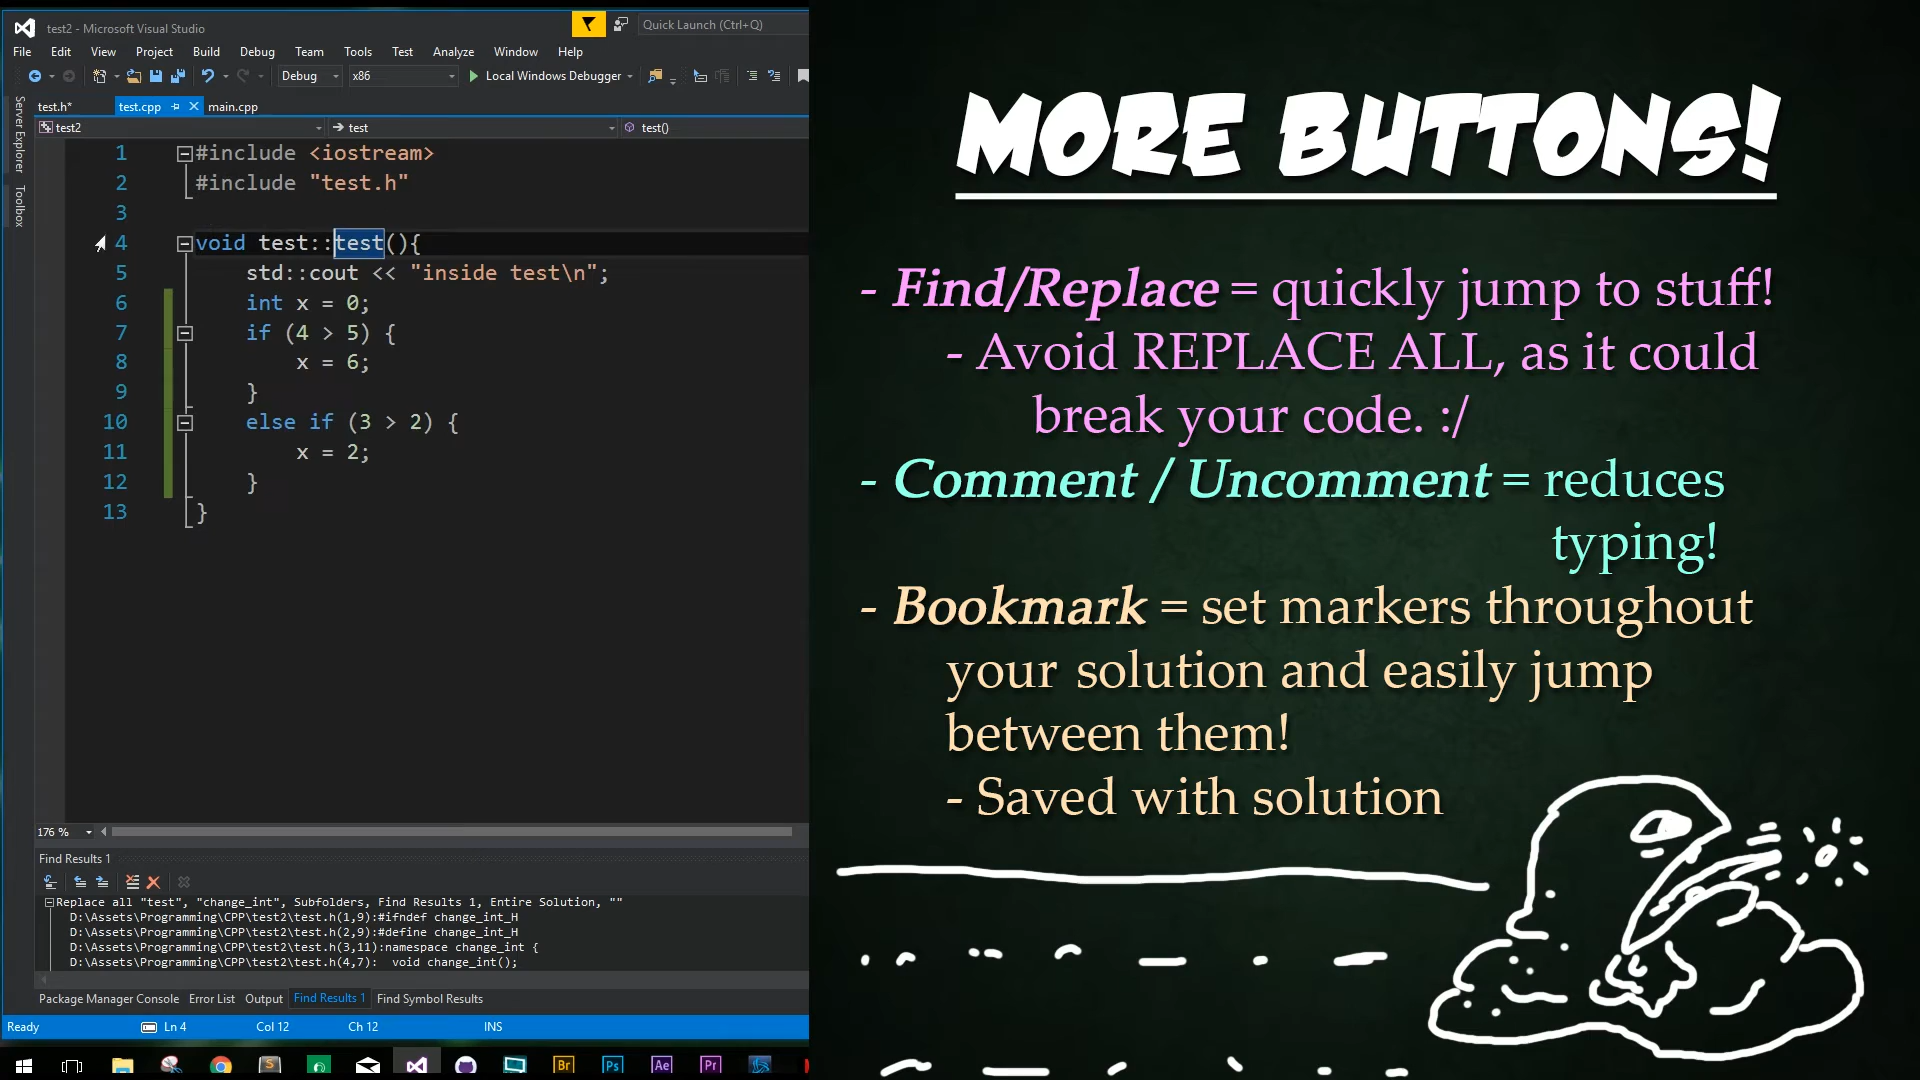 test2 - Microsoft Visual Studio
Quick Launch (Ctrl+Q)
File Edit View Project Build Debug Team Tools Test Analyze Window Help
Debug x86 Local Windows Debugger
Server Explorer
Toolbox
test.h* test.cpp main.cpp
test2 test test()
1 #include <iostream>
2 #include "test.h"
3
4 void test::test(){
5 std::cout << "inside test\n";
6 int x = 0;
7 if (4 > 5) {
8 x = 6;
9 }
10 else if (3 > 2) {
11 x = 2;
12 }
13 }
176 %
Find Results 1
Replace all "test", "change_int", Subfolders, Find Results 1, Entire Solution, ""
D:\Assets\Programming\CPP\test2\test.h(1,9):#ifndef change_int_H
D:\Assets\Programming\CPP\test2\test.h(2,9):#define change_int_H
D:\Assets\Programming\CPP\test2\test.h(3,11):namespace change_int {
D:\Assets\Programming\CPP\test2\test.h(4,7): void change_int();
Package Manager Console Error List Output Find Results 1 Find Symbol Results
Ready Ln 4 Col 12 Ch 12 INS
S Br Ps Ae Pr
MORE BUTTONS!
- Find/Replace = quickly jump to stuff!
- Avoid REPLACE ALL, as it could
break your code. :/
- Comment / Uncomment = reduces
typing!
- Bookmark = set markers throughout
your solution and easily jump
between them!
- Saved with solution